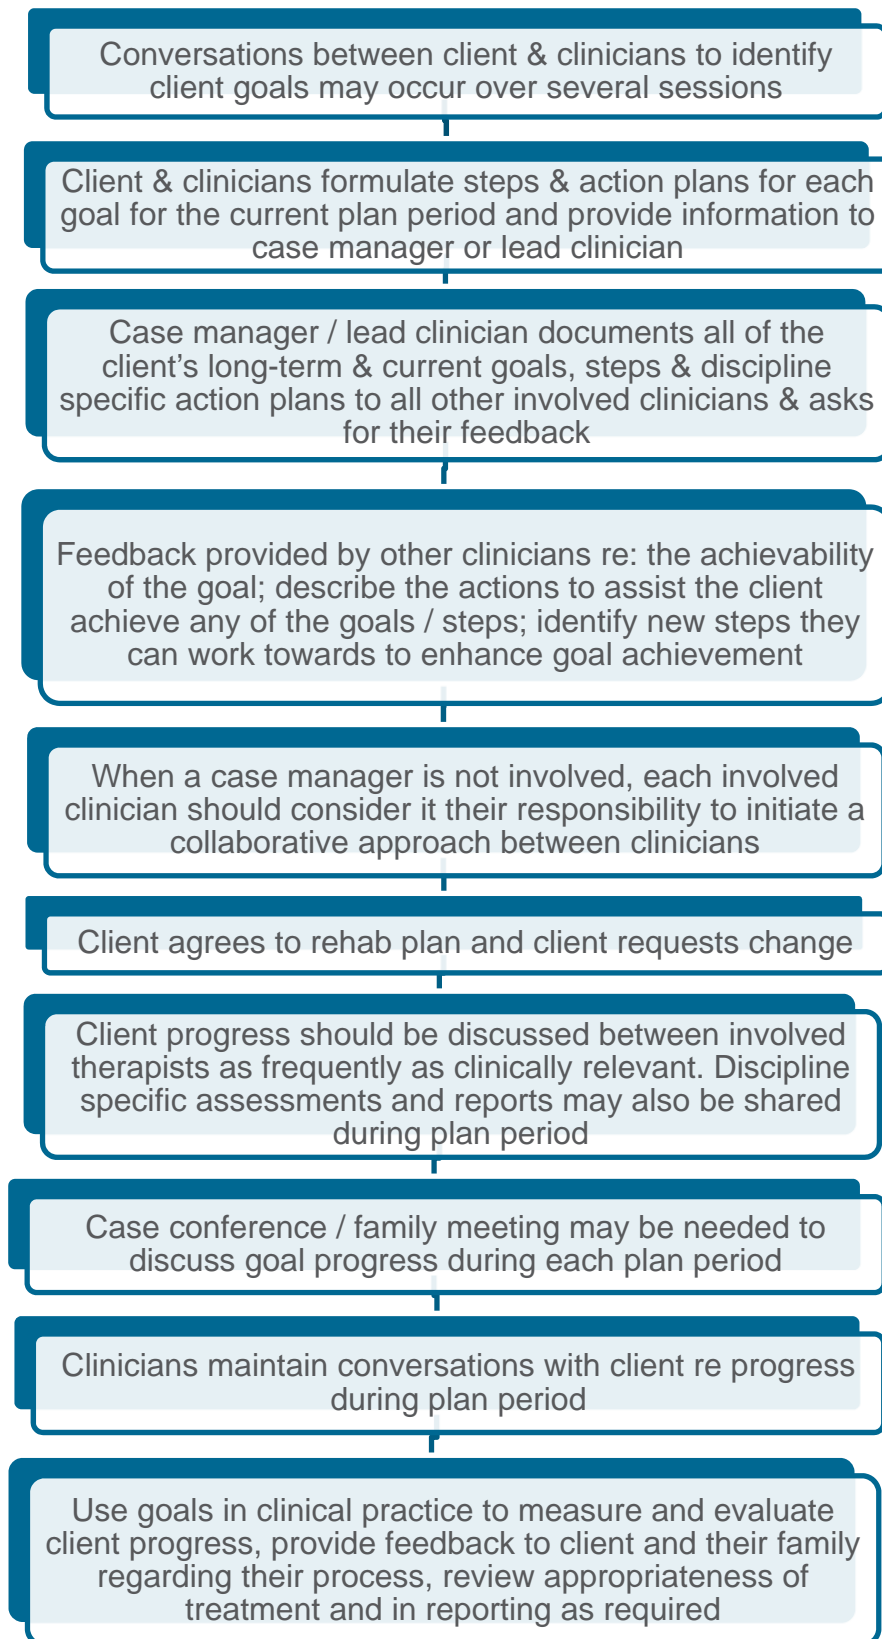 Conversations between client & clinicians to identify
client goals may occur over several sessions
Client & clinicians formulate steps & action plans for each
goal for the current plan period and provide information to
case manager or lead clinician
Case manager / lead clinician documents all of the
client's long-term & current goals, steps & discipline
specific action plans to all other involved clinicians & asks
for their feedback
Feedback provided by other clinicians re: the achievability
of the goal; describe the actions to assist the client
achieve any of the goals / steps; identify new steps they
can work towards to enhance goal achievement
When a case manager is not involved, each involved
clinician should consider it their responsibility to initiate a
collaborative approach between clinicians
Client agrees to rehab plan and client requests change
Client progress should be discussed between involved
therapists as frequently as clinically relevant. Discipline
specific assessments and reports may also be shared
during plan period
Case conference / family meeting may be needed to
discuss goal progress during each plan period
Clinicians maintain conversations with client re progress
during plan period
Use goals in clinical practice to measure and evaluate
client progress, provide feedback to client and their family
regarding their process, review appropriateness of
treatment and in reporting as required